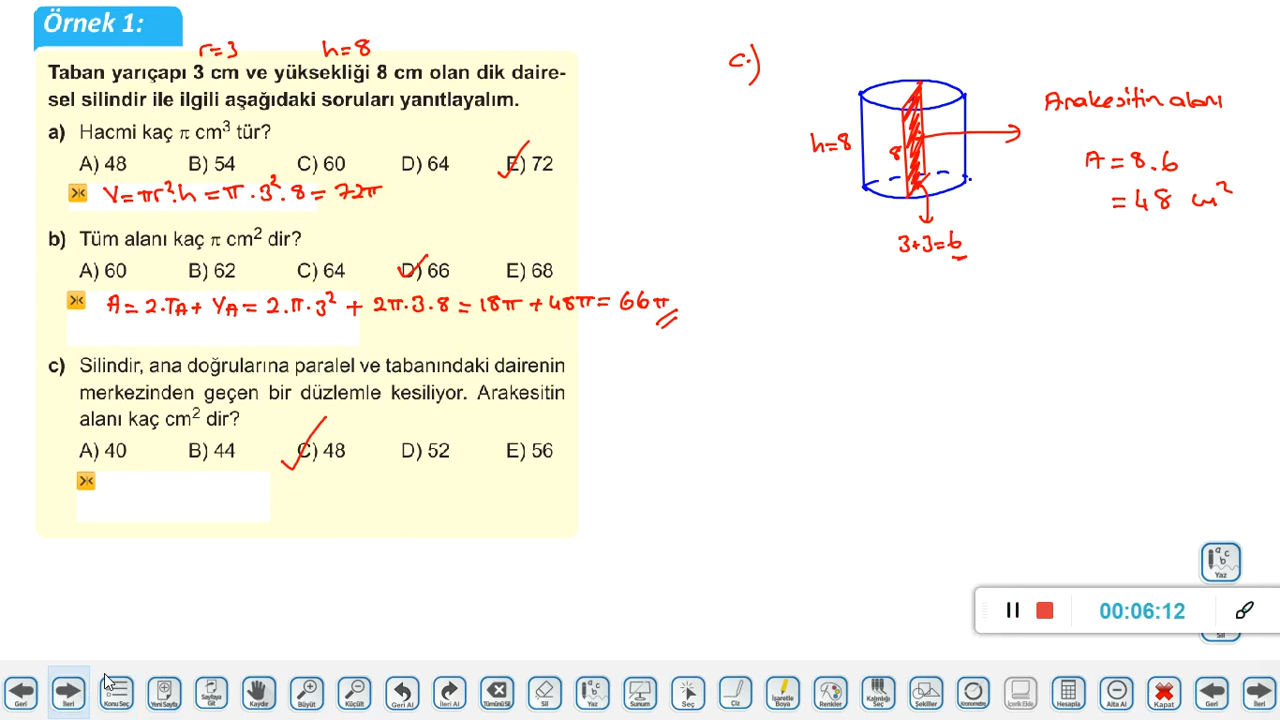 Örnek 1:
r=3 h=8
Taban yarıçapı 3 cm ve yüksekliği 8 cm olan dik daire-
sel silindir ile ilgili aşağıdaki soruları yanıtlayalım.
a) Hacmi kaç π cm³ tür?
A) 48 B) 54 C) 60 D) 64 E) 72
V=πr².h = π.3².8 = 72π
b) Tüm alanı kaç π cm² dir?
A) 60 B) 62 C) 64 D) 66 E) 68
A = 2.TA + YA = 2.π.3² + 2π.3.8 = 18π + 48π = 66π
c) Silindir, ana doğrularına paralel ve tabanındaki dairenin
merkezinden geçen bir düzlemle kesiliyor. Arakesitin
alanı kaç cm² dir?
A) 40 B) 44 C) 48 D) 52 E) 56
c.)
h=8
8
3+3=6
Arakesitin alanı
A = 8.6
= 48 cm²
Yaz
00:06:12
Sil
Geri İleri Konu Seç Yeni Sayfa Sayfaya Git Kaydır Büyüt Küçült Geri Al İleri Al Tümünü Sil Sil Yaz Sunum Seç Çiz İşaretle Boya Renkler Kalınlığı Seç Şekiller Kronometre İçerik Ekle Hesapla Alta Al Kapat Geri İleri